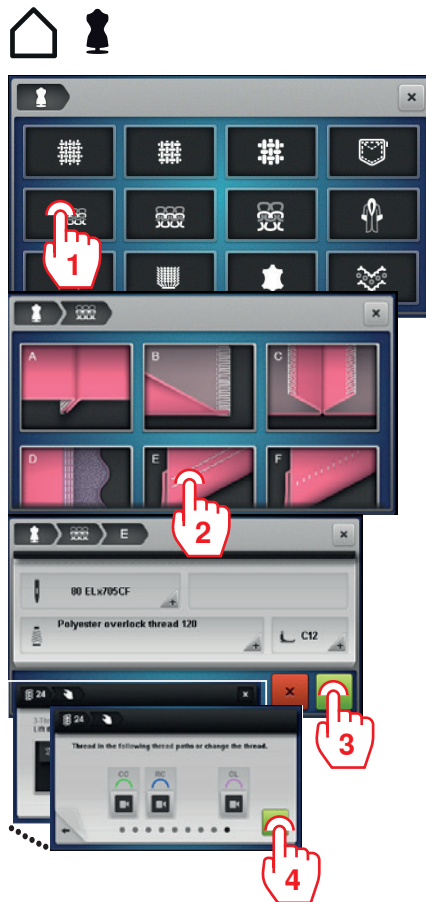 ×
1
×
A
B
C
D
E
F
2
E
×
80 ELx705CF
Polyester overlock thread 120
C12
×
3
24
×
24
×
Thread in the following thread paths or change the thread.
CC RC CL
4